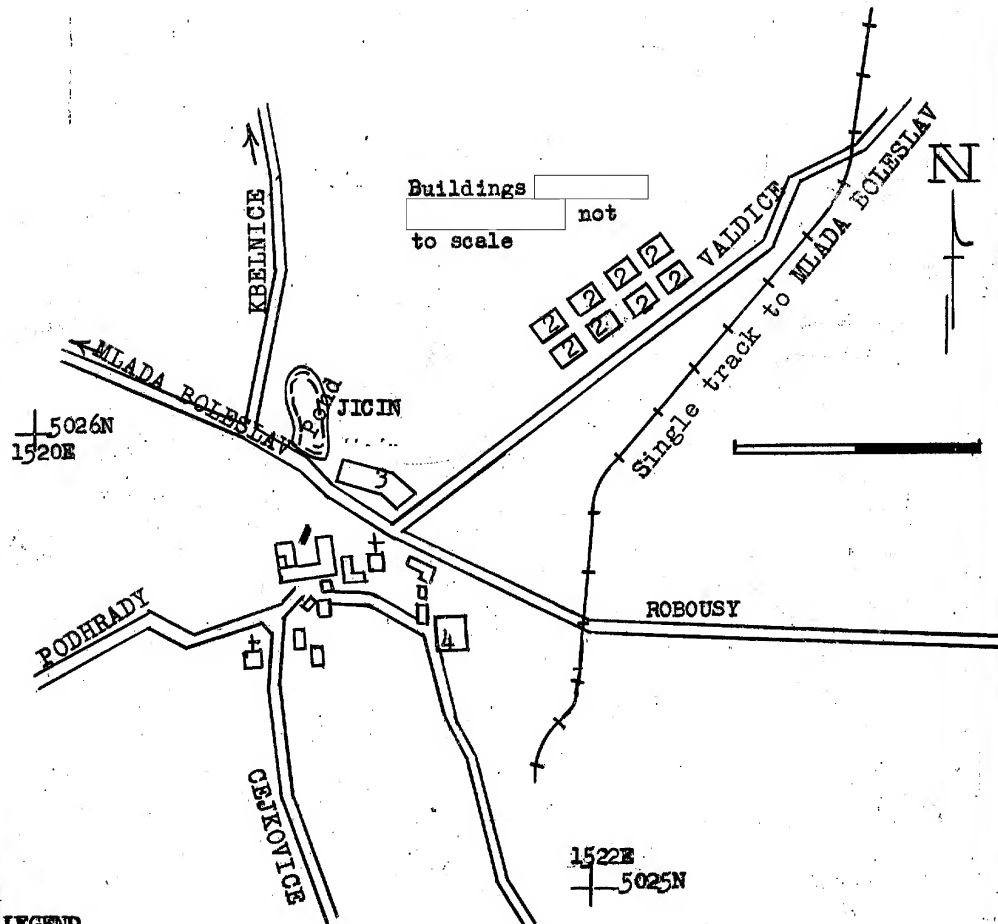 Buildings
not
to scale
N
KBELNICE
VALDICE
MLADA BOLESLAV
Single track to MLADA BOLESLAV
2 2 2 2
2 2 2 2
Pond
JICIN
5026N
1520E
3
ROBOUSY
PODHRADY
4
CEJKOVICE
1522E
5025N
LEGEND